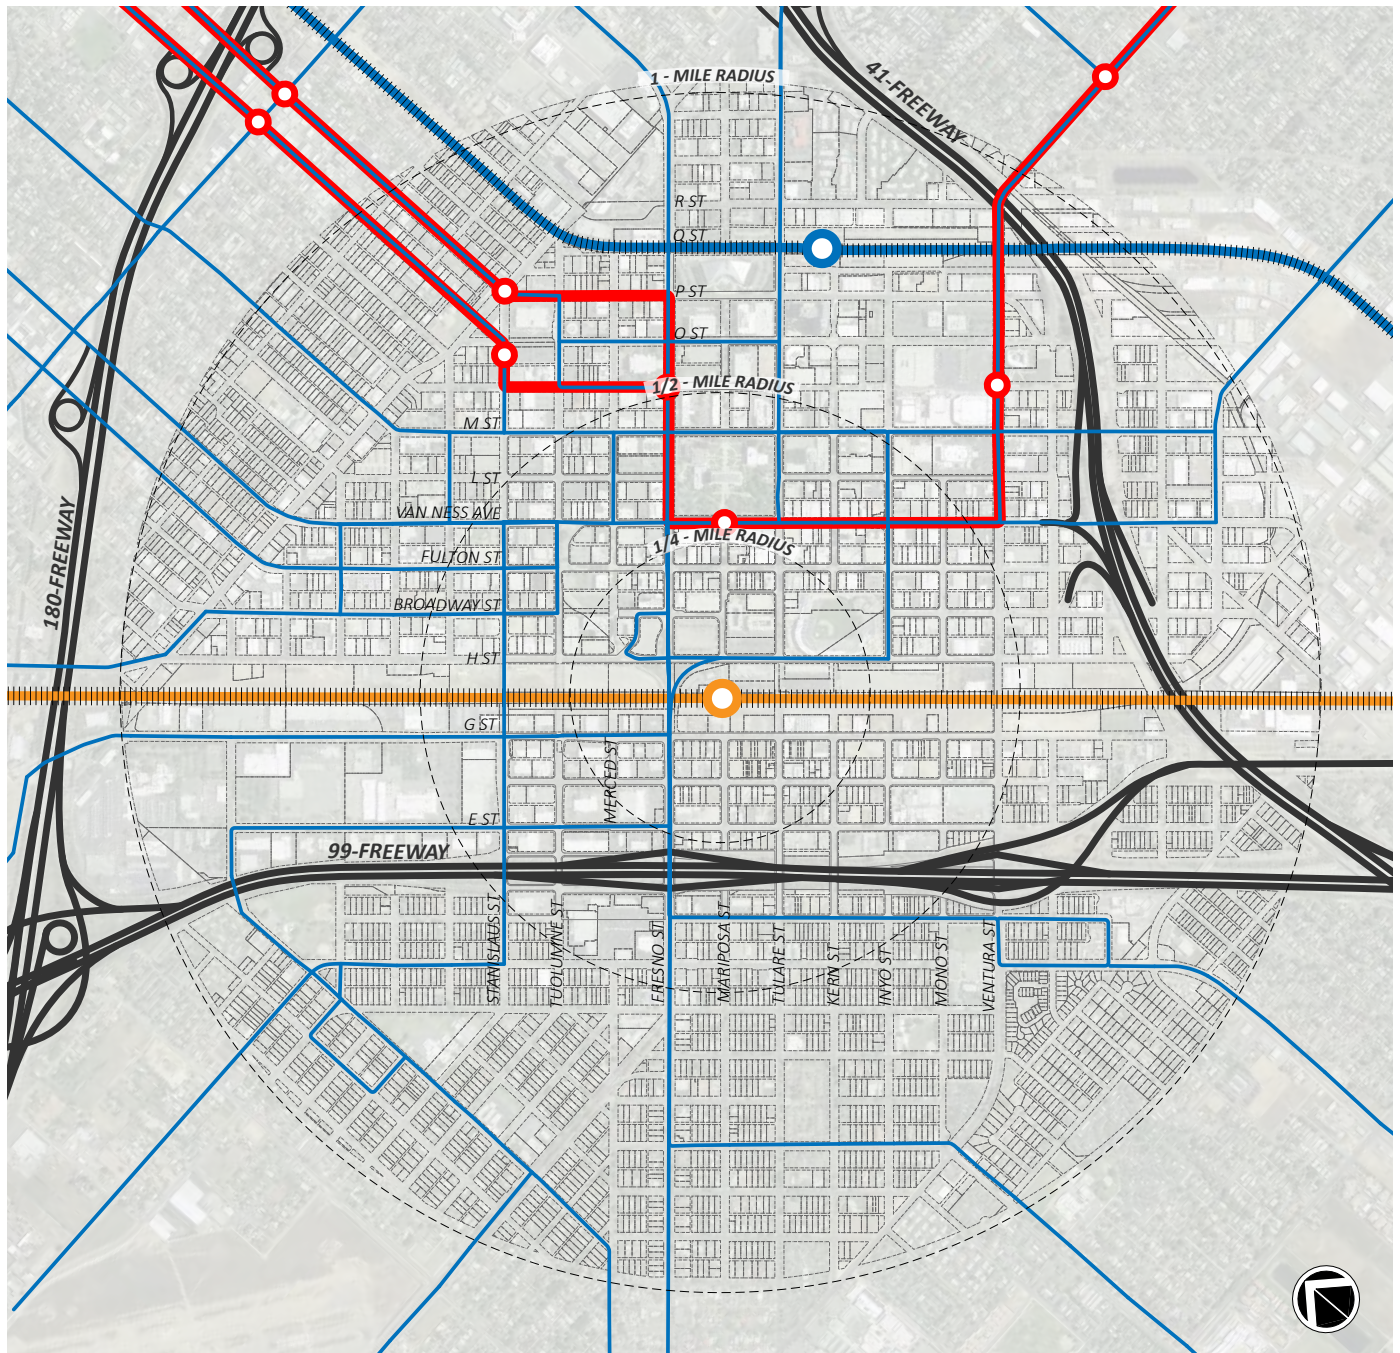 1 - MILE RADIUS
41-FREEWAY
R ST
Q ST
P ST
O ST
1/2 - MILE RADIUS
M ST
L ST
VAN NESS AVE
1/4 - MILE RADIUS
FULTON ST
180-FREEWAY
BROADWAY ST
H ST
G ST
MERCED ST
E ST
99-FREEWAY
STANISLAUS ST
TUOLUMNE ST
FRESNO ST
MARIPOSA ST
TULARE ST
KERN ST
INYO ST
MONO ST
VENTURA ST